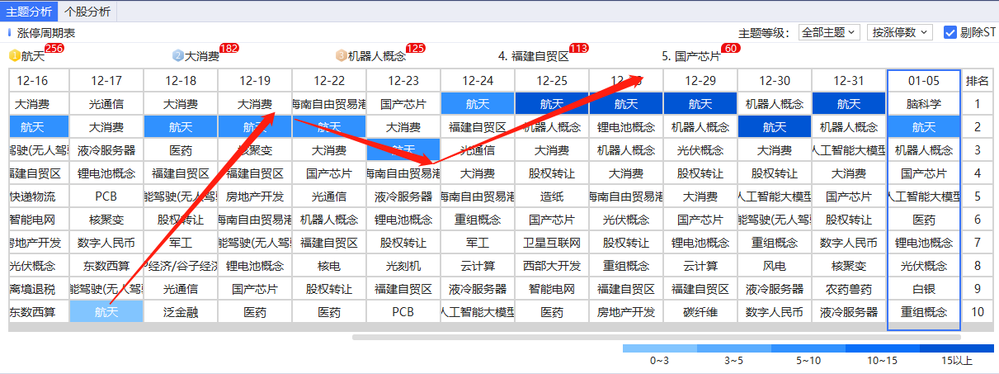 主题分析 个股分析
涨停周期表 主题等级: 全部主题 按涨停数 剔除ST
1 航天 256 2 大消费 182 3 机器人概念 125 4. 福建自贸区 113 5. 国产芯片 60
12-16 12-17 12-18 12-19 12-22 12-23 12-24 12-25 12-29 12-30 12-31 01-05 排名
大消费 光通信 大消费 大消费 海南自由贸易港 国产芯片 航天 航天 航天 航天 机器人概念 航天 脑科学 1
航天 大消费 航天 航天 航天 大消费 福建自贸区 机器人概念 锂电池概念 机器人概念 航天 机器人概念 航天 2
驾驶(无人驾 液冷服务器 医药 核聚变 大消费 航天 光通信 大消费 机器人概念 光伏概念 大消费 人工智能大模型 机器人概念 3
福建自贸区 锂电池概念 福建自贸区 福建自贸区 国产芯片 海南自由贸易港 大消费 股权转让 大消费 股权转让 股权转让 大消费 国产芯片 4
快递物流 PCB 能驾驶(无人驾 房地产开发 光通信 液冷服务器 海南自由贸易港 造纸 海南自由贸易港 大消费 人工智能大模型 国产芯片 人工智能大模型 5
智能电网 核聚变 股权转让 海南自由贸易港 机器人概念 锂电池概念 重组概念 国产芯片 光伏概念 国产芯片 能驾驶(无人驾 股权转让 医药 6
房地产开发 数字人民币 军工 能驾驶(无人驾 福建自贸区 股权转让 军工 卫星互联网 股权转让 锂电池概念 重组概念 数字人民币 锂电池概念 7
光伏概念 东数西算 经济/谷子经济 锂电池概念 核电 光刻机 云计算 西部大开发 重组概念 云计算 风电 核聚变 光伏概念 8
离境退税 能驾驶(无人驾 光通信 国产芯片 股权转让 福建自贸区 液冷服务器 智能电网 福建自贸区 福建自贸区 液冷服务器 农药兽药 白银 9
东数西算 航天 泛金融 医药 医药 PCB 人工智能大模型 医药 房地产开发 碳纤维 数字人民币 液冷服务器 重组概念 10
0~3 3~5 5~10 10~15 15以上